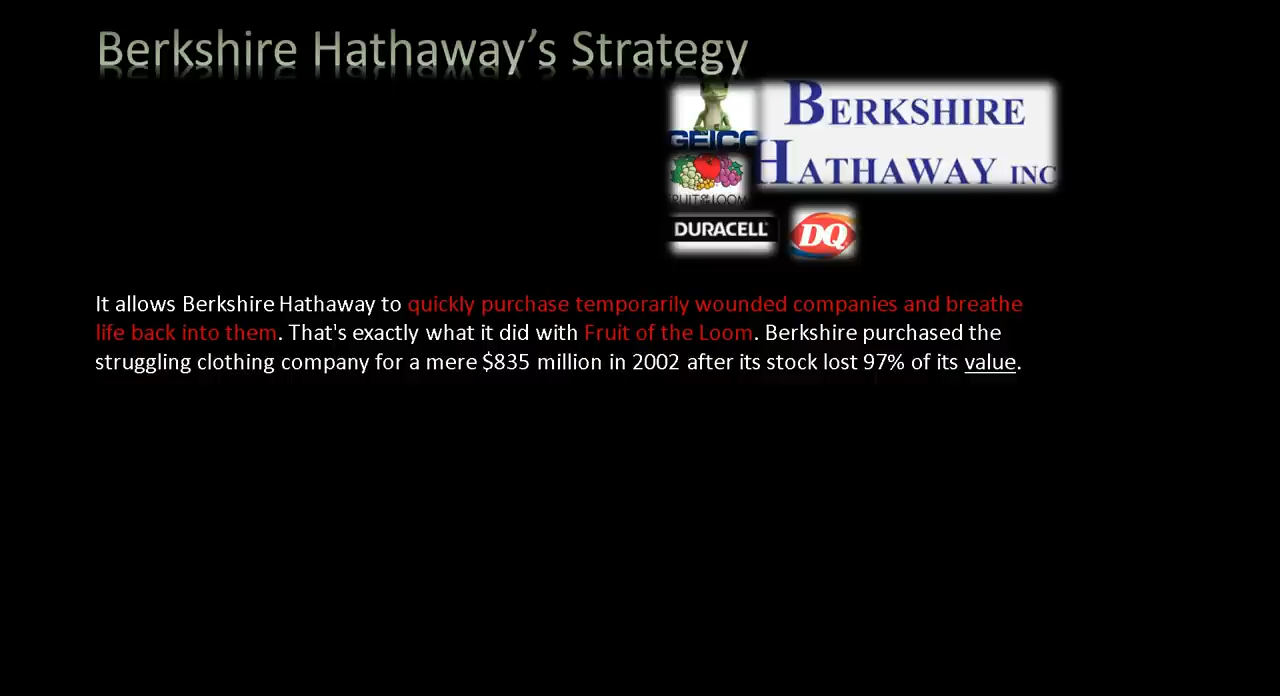 Berkshire Hathaway’s Strategy
BERKSHIRE
HATHAWAY INC
GEICO
FRUIT OF THE LOOM
DURACELL
DQ
It allows Berkshire Hathaway to quickly purchase temporarily wounded companies and breathe
life back into them. That's exactly what it did with Fruit of the Loom. Berkshire purchased the
struggling clothing company for a mere $835 million in 2002 after its stock lost 97% of its value.